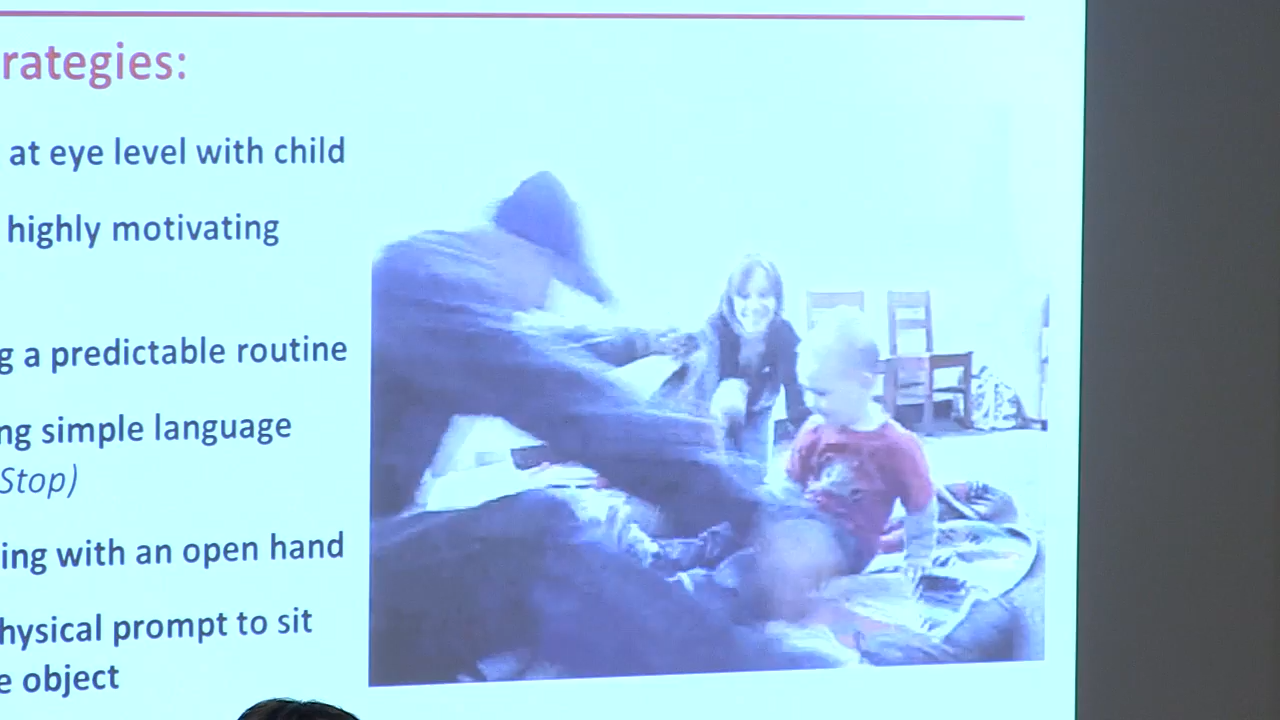 rategies:
at eye level with child
highly motivating
g a predictable routine
ng simple language
Stop)
ing with an open hand
hysical prompt to sit
e object